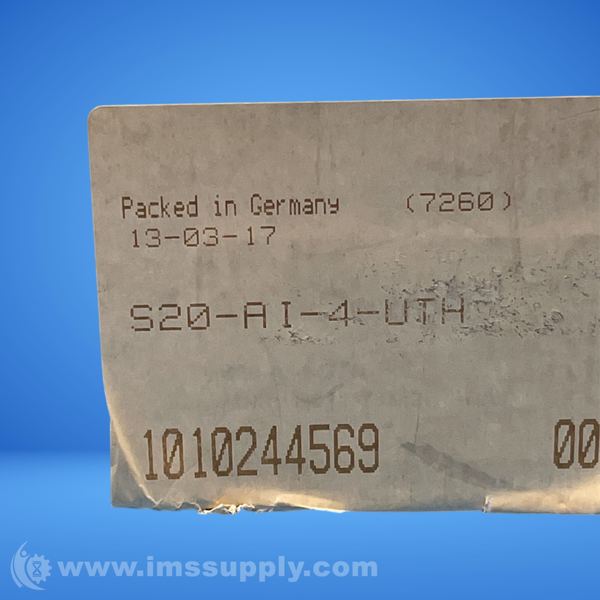 Packed in Germany (7260)
13-03-17
S20-AI-4-UTH
1010244569 00
www.imssupply.com